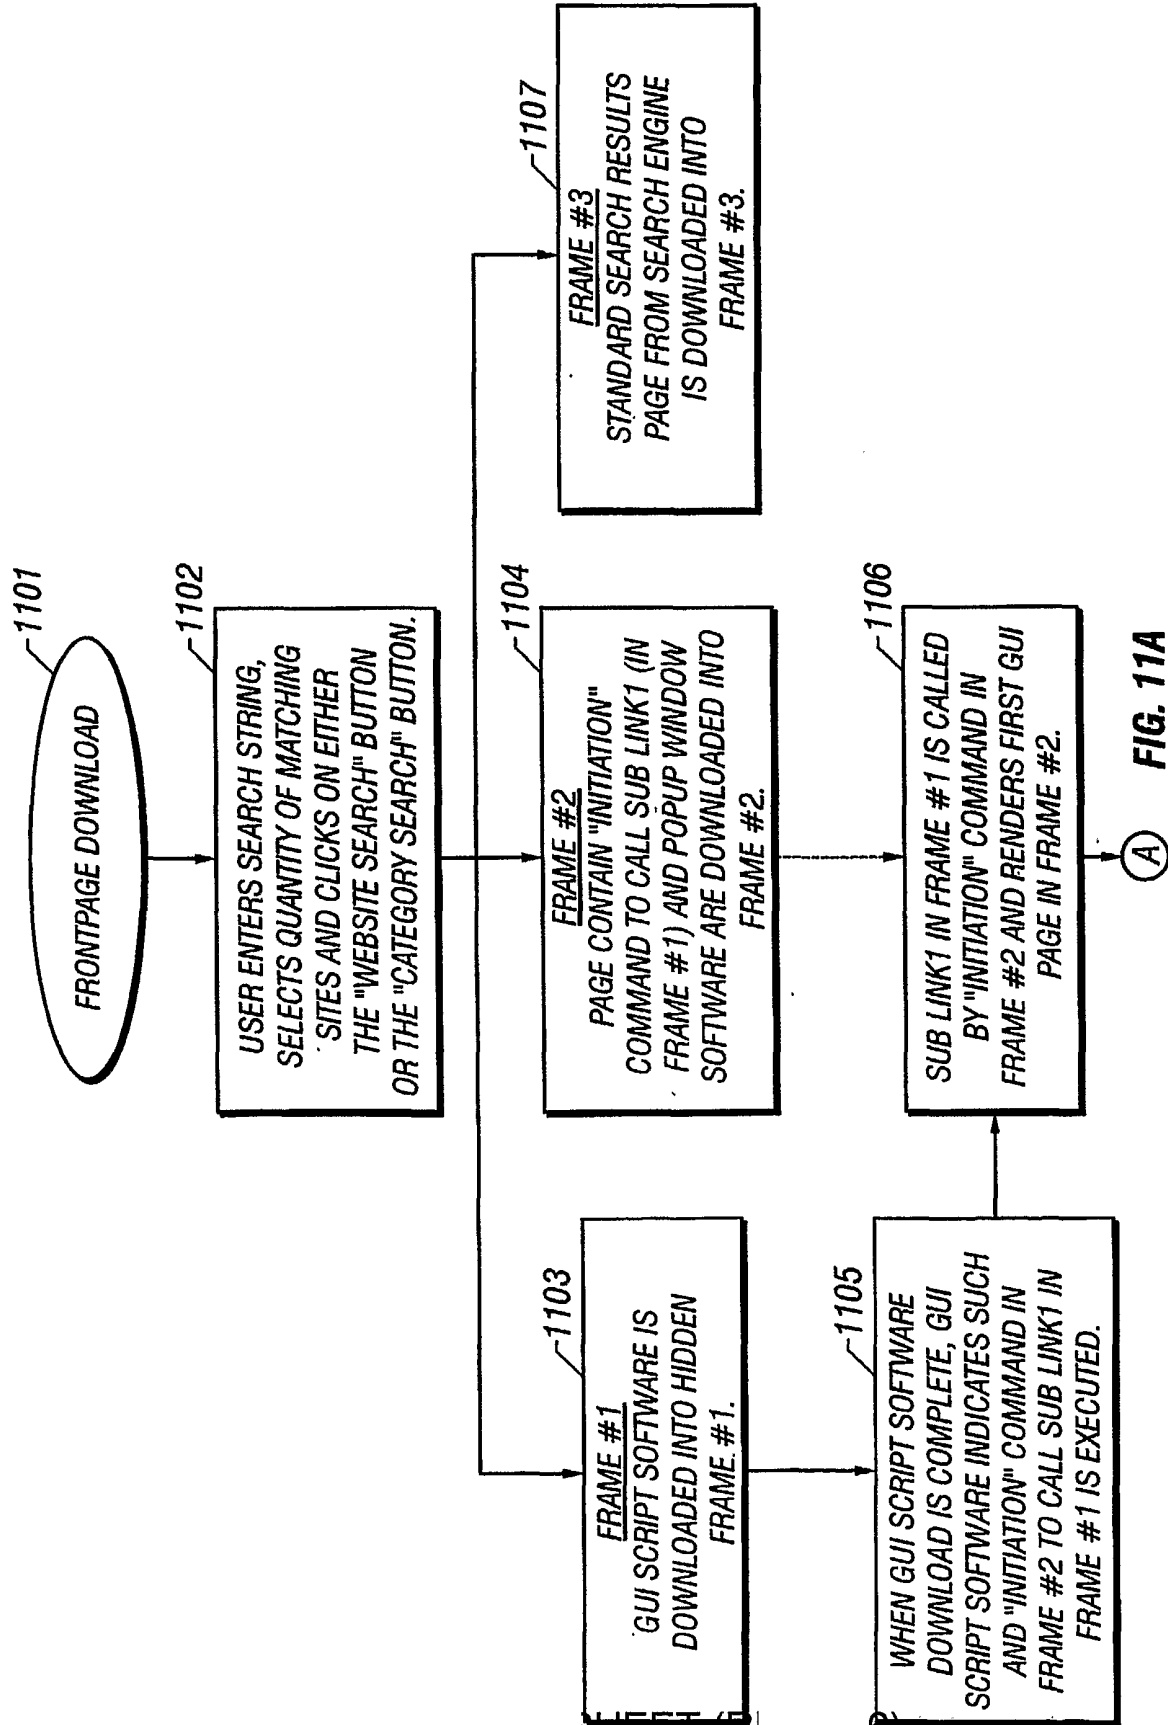 1101
FRONTPAGE DOWNLOAD
1102
USER ENTERS SEARCH STRING,
SELECTS QUANTITY OF MATCHING
SITES AND CLICKS ON EITHER
THE "WEBSITE SEARCH" BUTTON
OR THE "CATEGORY SEARCH" BUTTON.
1103
FRAME #1
GUI SCRIPT SOFTWARE IS
DOWNLOADED INTO HIDDEN
FRAME #1.
1104
FRAME #2
PAGE CONTAIN "INITIATION"
COMMAND TO CALL SUB LINK1 (IN
FRAME #1) AND POPUP WINDOW
SOFTWARE ARE DOWNLOADED INTO
FRAME #2.
1107
FRAME #3
STANDARD SEARCH RESULTS
PAGE FROM SEARCH ENGINE
IS DOWNLOADED INTO
FRAME #3.
1105
WHEN GUI SCRIPT SOFTWARE
DOWNLOAD IS COMPLETE, GUI
SCRIPT SOFTWARE INDICATES SUCH
AND "INITIATION" COMMAND IN
FRAME #2 TO CALL SUB LINK1 IN
FRAME #1 IS EXECUTED.
1106
SUB LINK1 IN FRAME #1 IS CALLED
BY "INITIATION" COMMAND IN
FRAME #2 AND RENDERS FIRST GUI
PAGE IN FRAME #2.
A
FIG. 11A